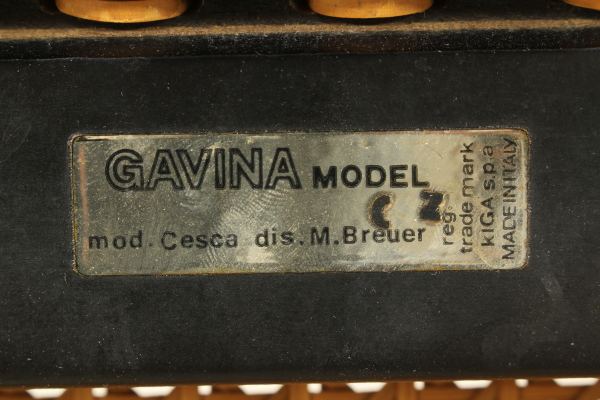 GAVINA MODEL
C Z
mod. Cesca dis. M. Breuer
reg.
trade mark
kIGA s.p.a
MADE IN ITALY